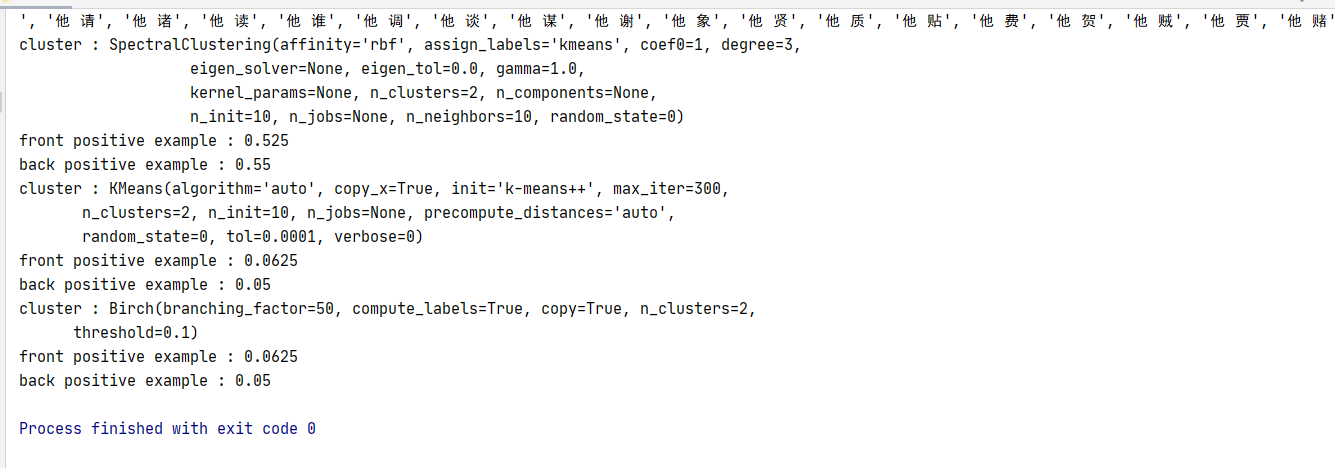 ', '他 请', '他 诸', '他 读', '他 谁', '他 调', '他 谈', '他 谋', '他 谢', '他 象', '他 贤', '他 质', '他 贴', '他 费', '他 贺', '他 贼', '他 贾', '他 赌'
cluster : SpectralClustering(affinity='rbf', assign_labels='kmeans', coef0=1, degree=3,
eigen_solver=None, eigen_tol=0.0, gamma=1.0,
kernel_params=None, n_clusters=2, n_components=None,
n_init=10, n_jobs=None, n_neighbors=10, random_state=0)
front positive example : 0.525
back positive example : 0.55
cluster : KMeans(algorithm='auto', copy_x=True, init='k-means++', max_iter=300,
n_clusters=2, n_init=10, n_jobs=None, precompute_distances='auto',
random_state=0, tol=0.0001, verbose=0)
front positive example : 0.0625
back positive example : 0.05
cluster : Birch(branching_factor=50, compute_labels=True, copy=True, n_clusters=2,
threshold=0.1)
front positive example : 0.0625
back positive example : 0.05
Process finished with exit code 0